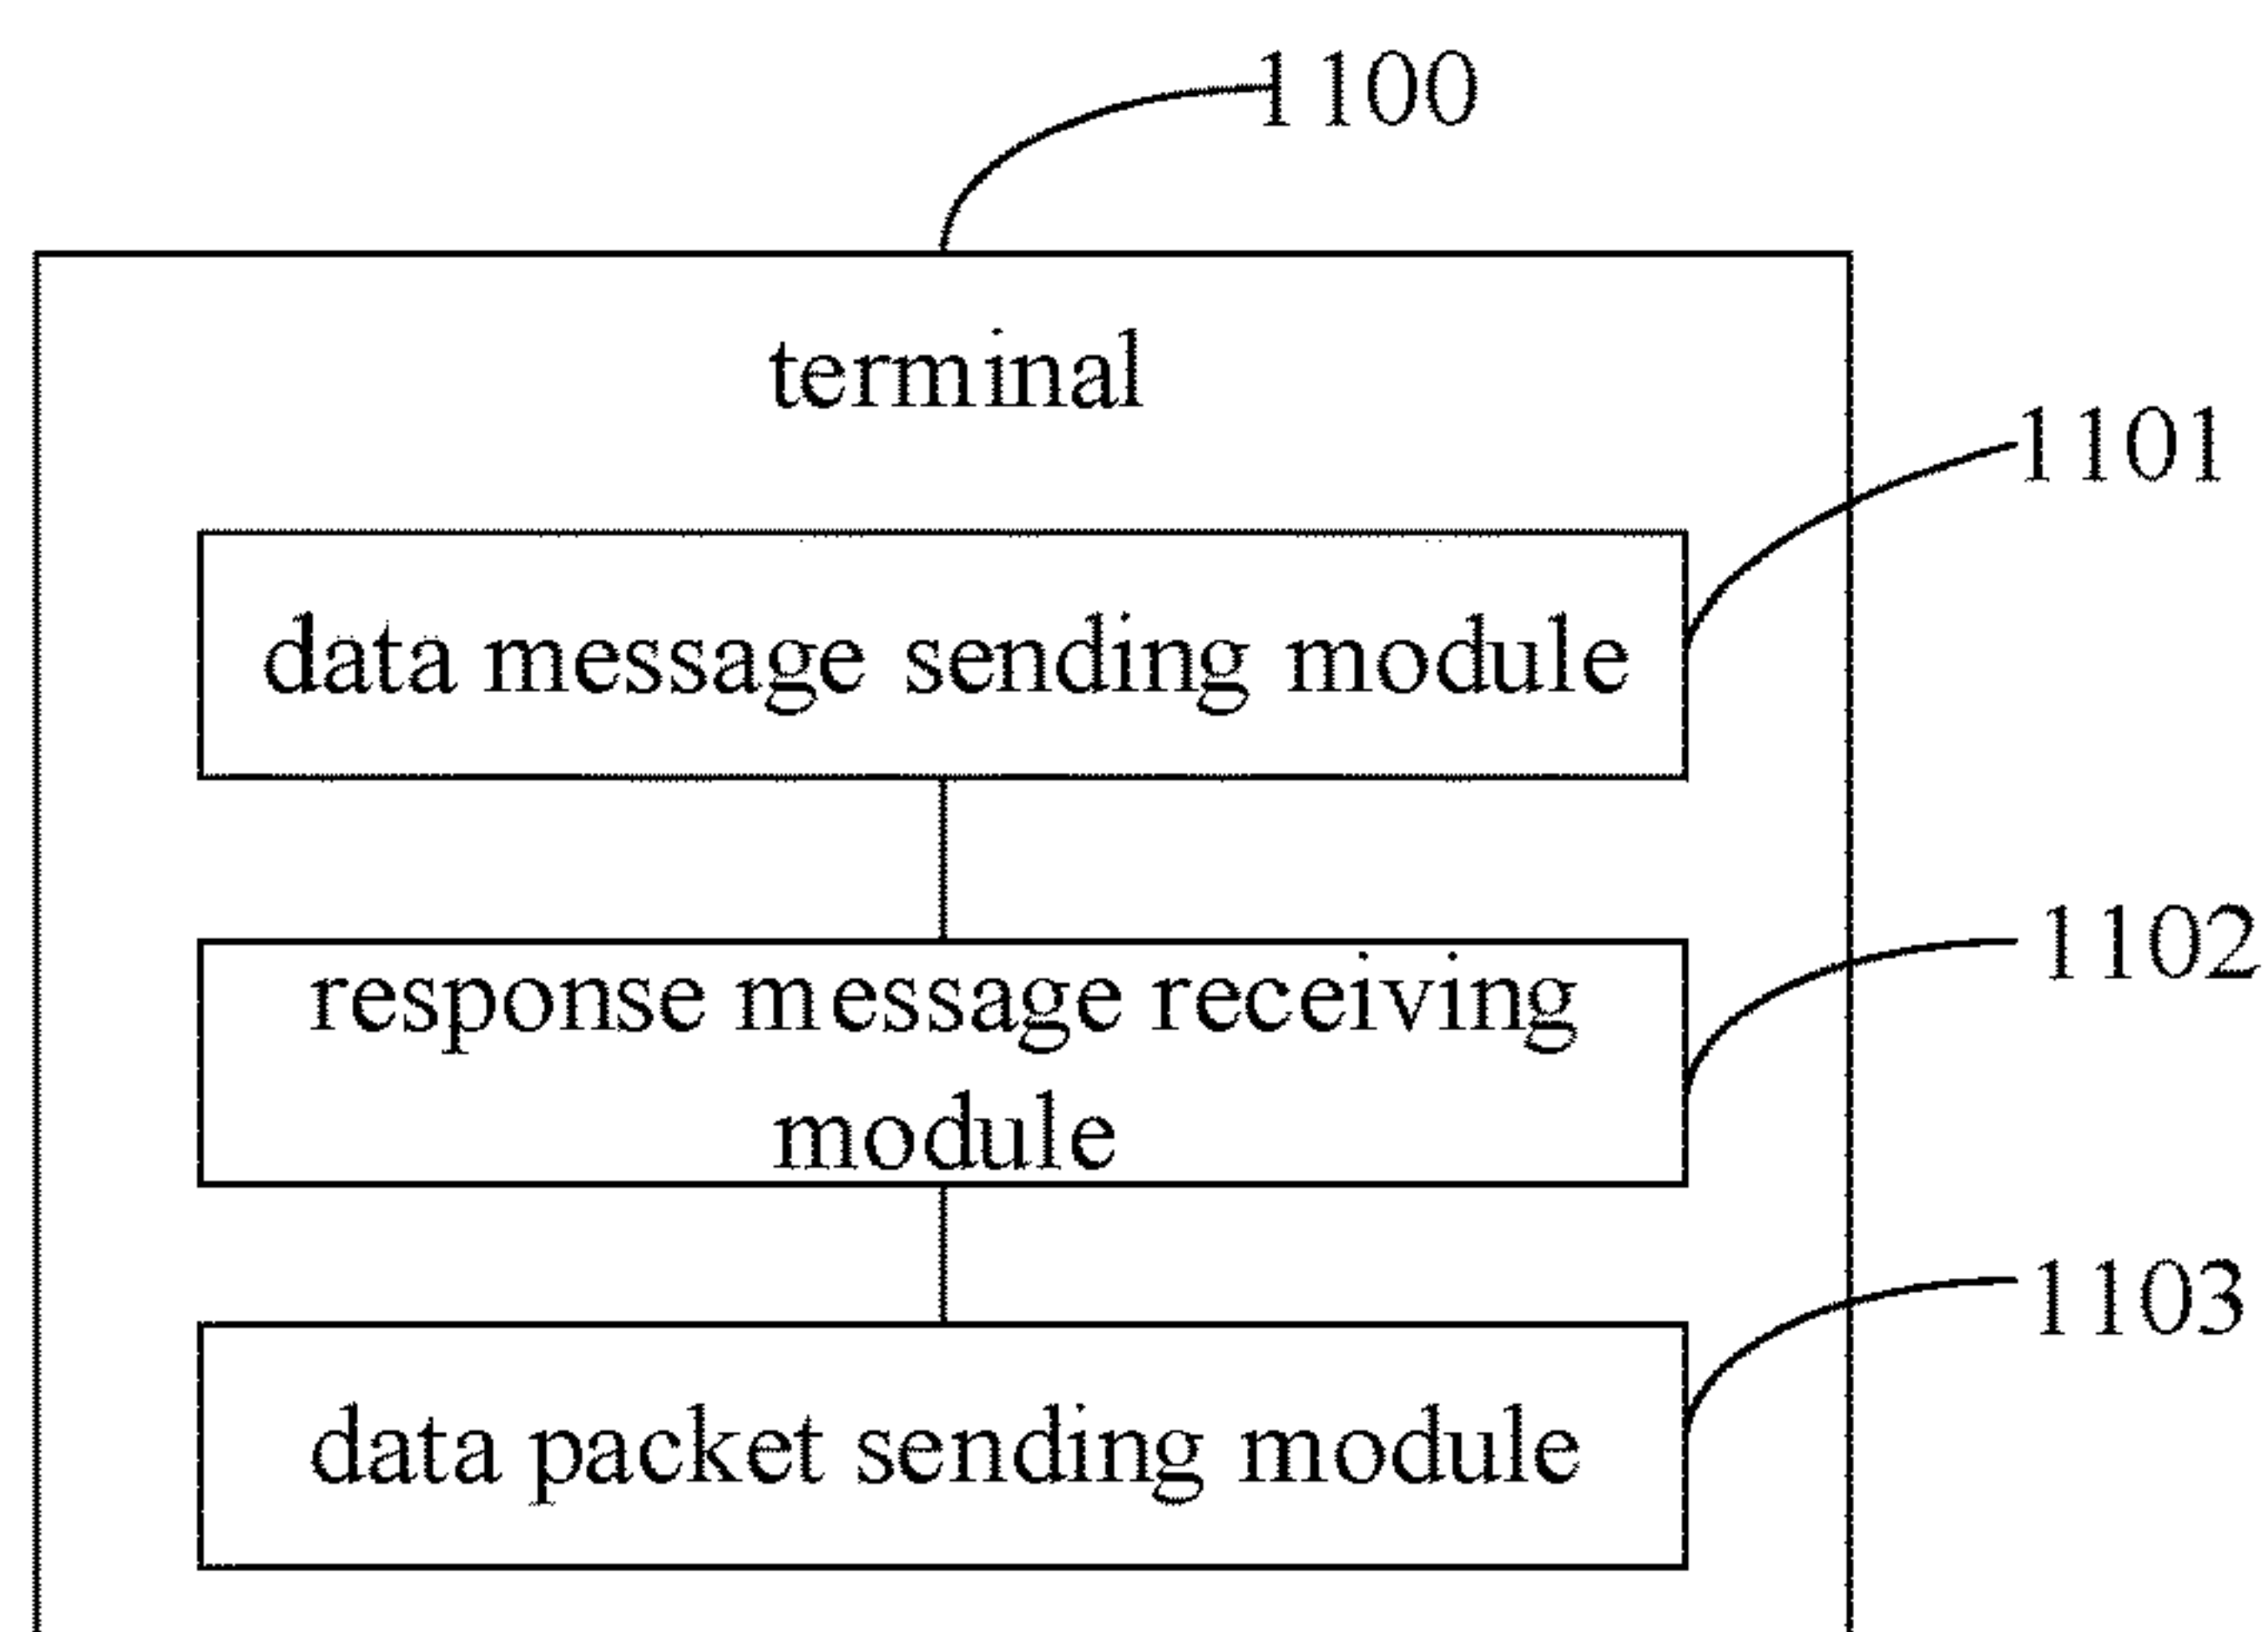 1100
terminal
1101
data message sending module
1102
response message receiving
module
1103
data packet sending module